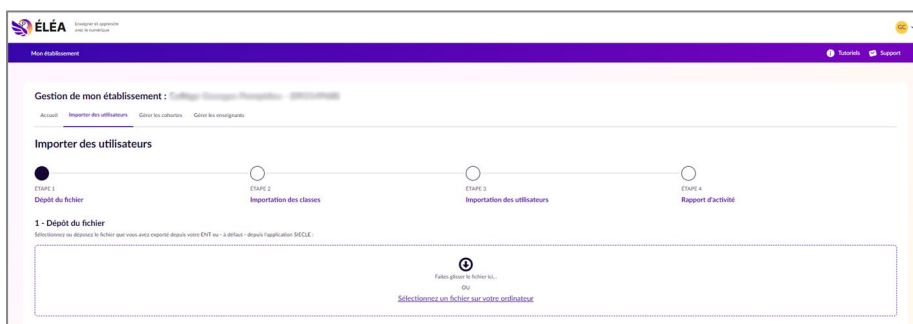 ÉLÉA
Enseigner et apprendre
avec le numérique
GC
Mon établissement
Tutoriels
Support
Gestion de mon établissement :
Accueil Importer des utilisateurs Gérer les cohortes Gérer les enseignants
Importer des utilisateurs
ÉTAPE 1
Dépôt du fichier
ÉTAPE 2
Importation des classes
ÉTAPE 3
Importation des utilisateurs
ÉTAPE 4
Rapport d'activité
1 - Dépôt du fichier
Sélectionnez ou déposez le fichier que vous avez exporté depuis votre ENT ou - à défaut - depuis l'application SIECLE :
Faites glisser le fichier ici...
OU
Sélectionnez un fichier sur votre ordinateur